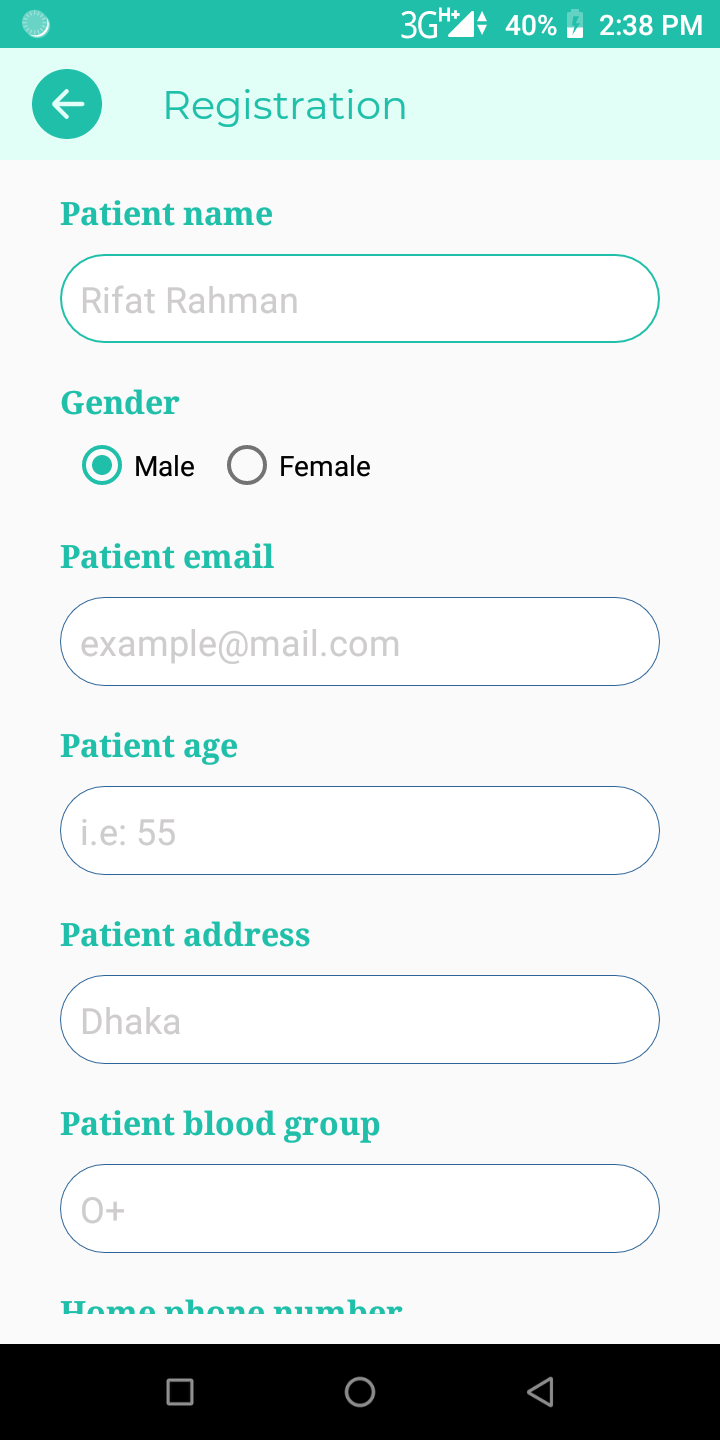 3G H+ 40% 2:38 PM
Registration
Patient name
Rifat Rahman
Gender
Male Female
Patient email
example@mail.com
Patient age
i.e: 55
Patient address
Dhaka
Patient blood group
O+
Home phone number